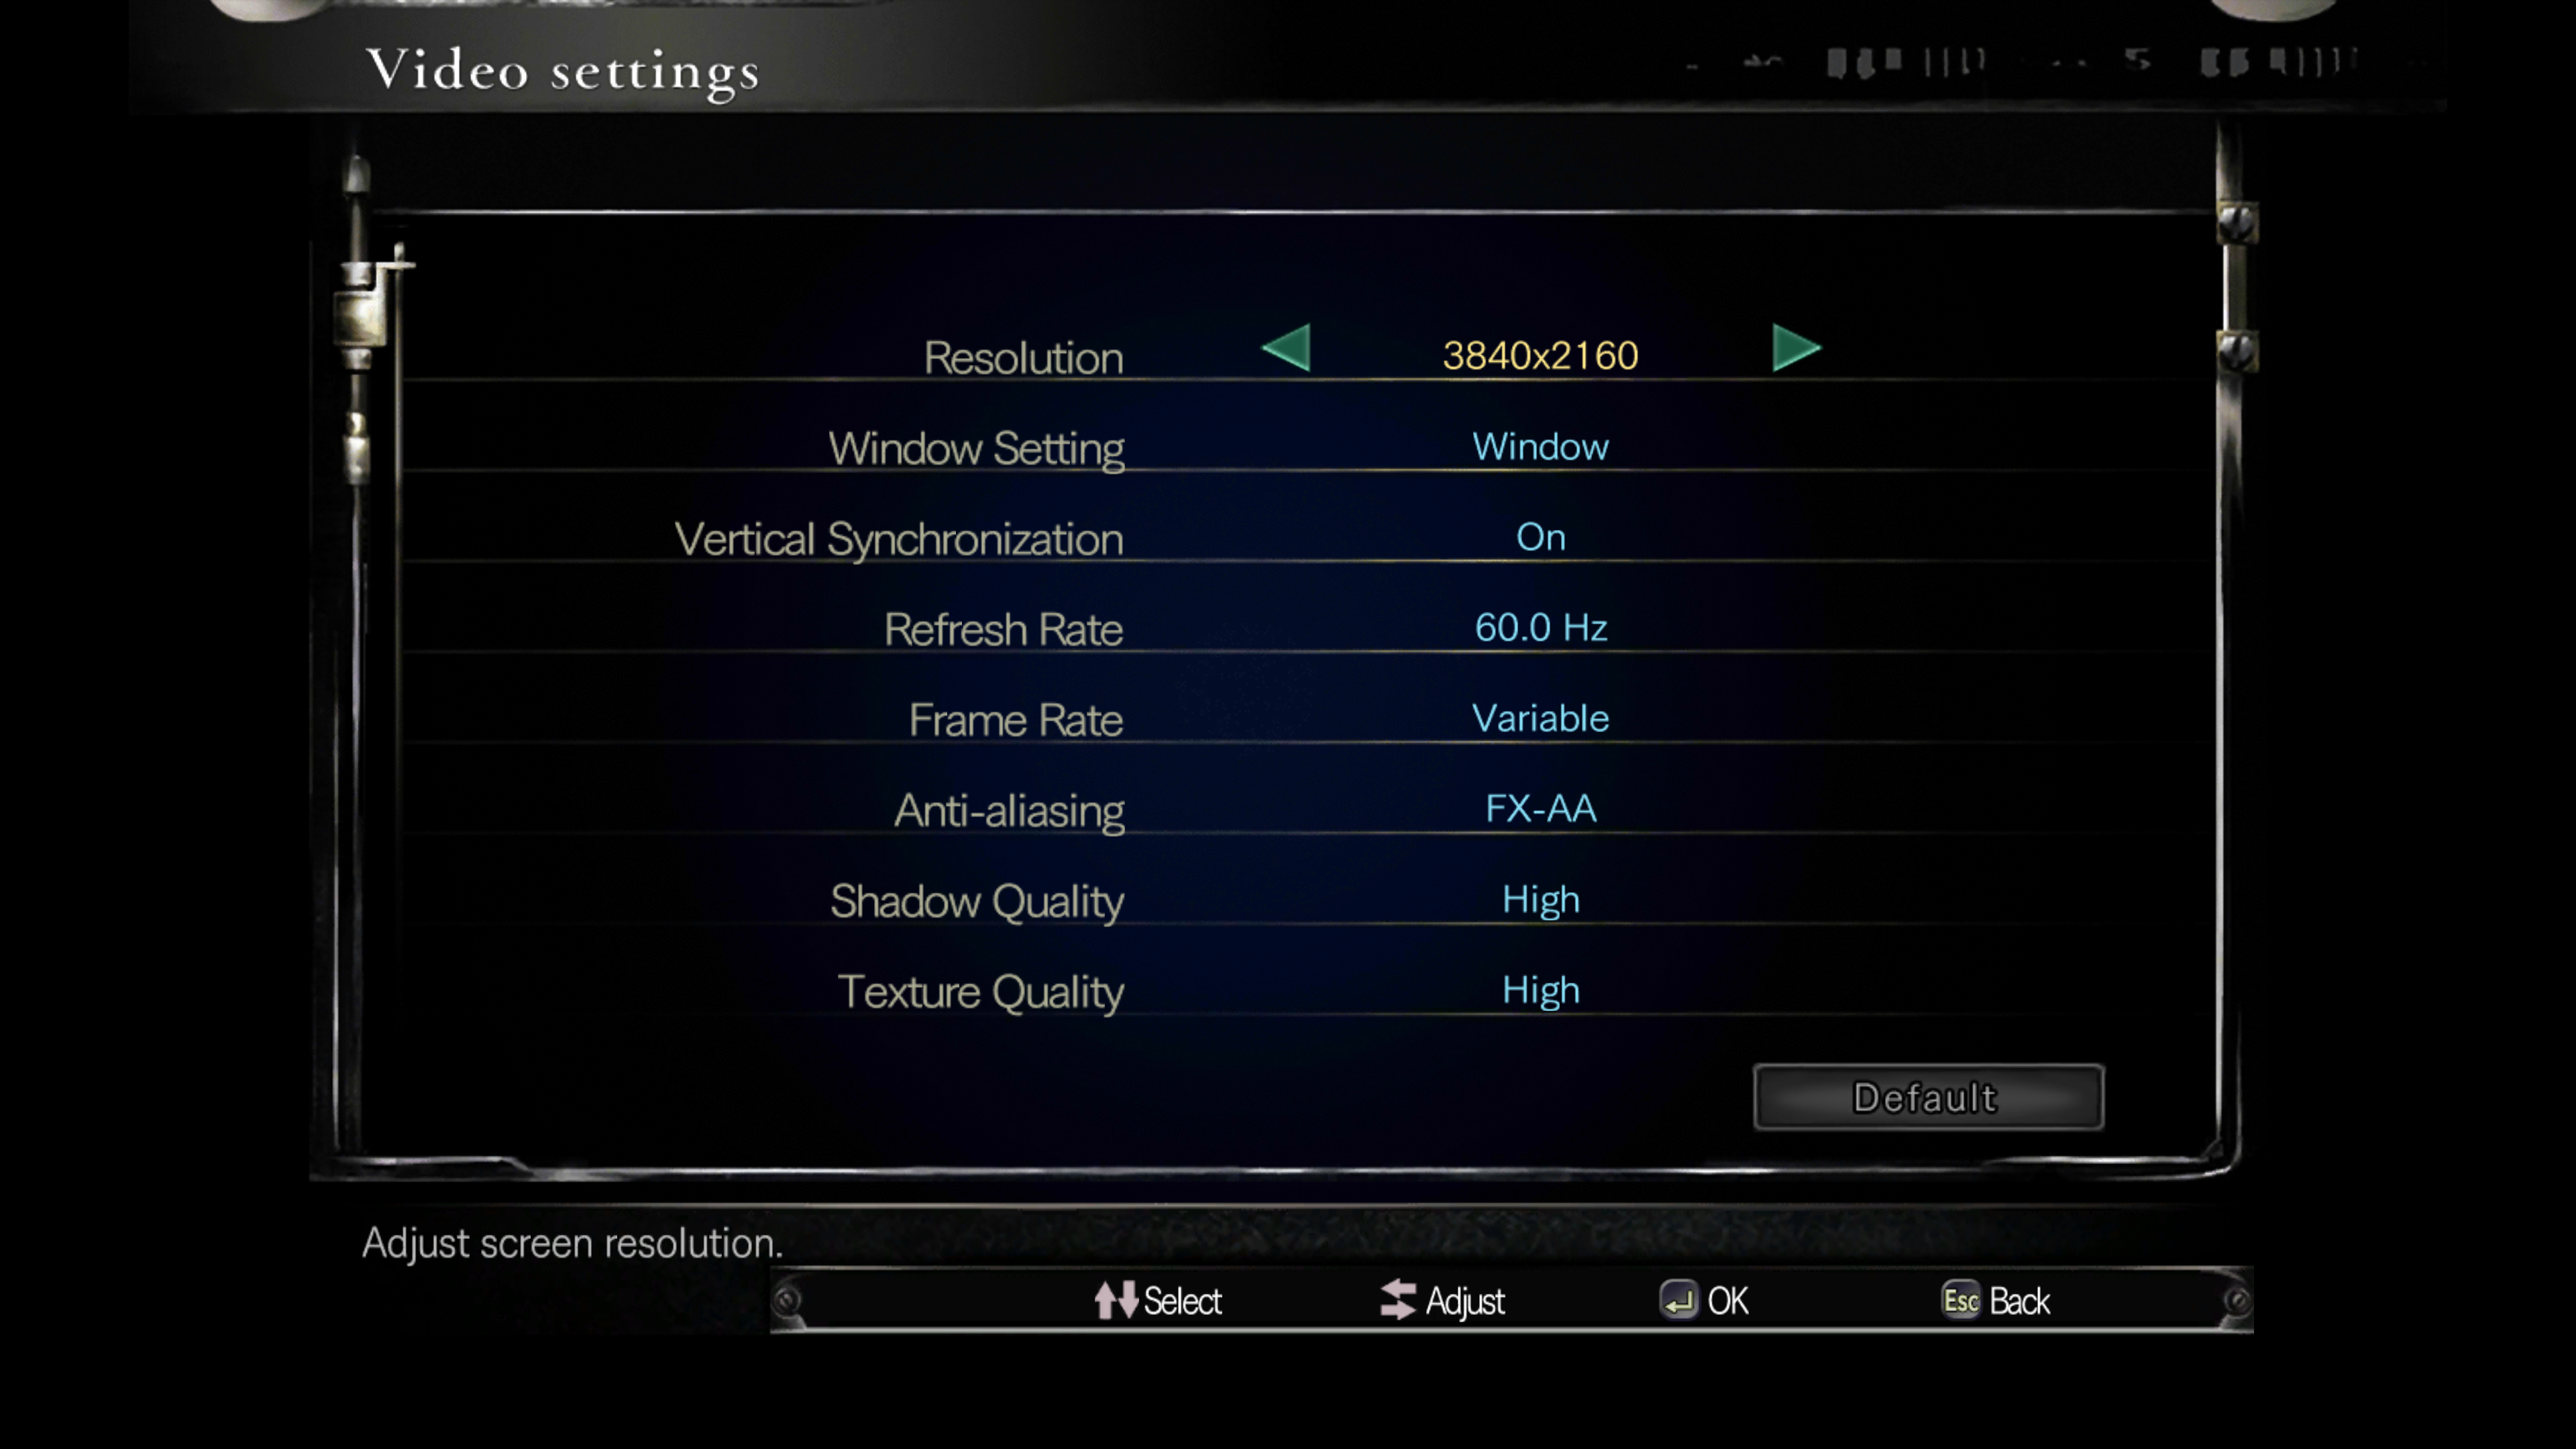 Video settings
Resolution 3840x2160
Window Setting Window
Vertical Synchronization On
Refresh Rate 60.0 Hz
Frame Rate Variable
Anti-aliasing FX-AA
Shadow Quality High
Texture Quality High
Default
Adjust screen resolution.
Select Adjust OK Esc Back